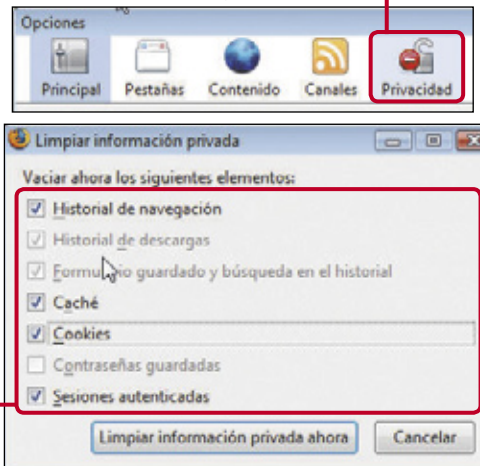 Opciones
Principal Pestañas Contenido Canales Privacidad
Limpiar información privada
Vaciar ahora los siguientes elementos:
Historial de navegación
Historial de descargas
Formulario guardado y búsqueda en el historial
Caché
Cookies
Contraseñas guardadas
Sesiones autenticadas
Limpiar información privada ahora Cancelar